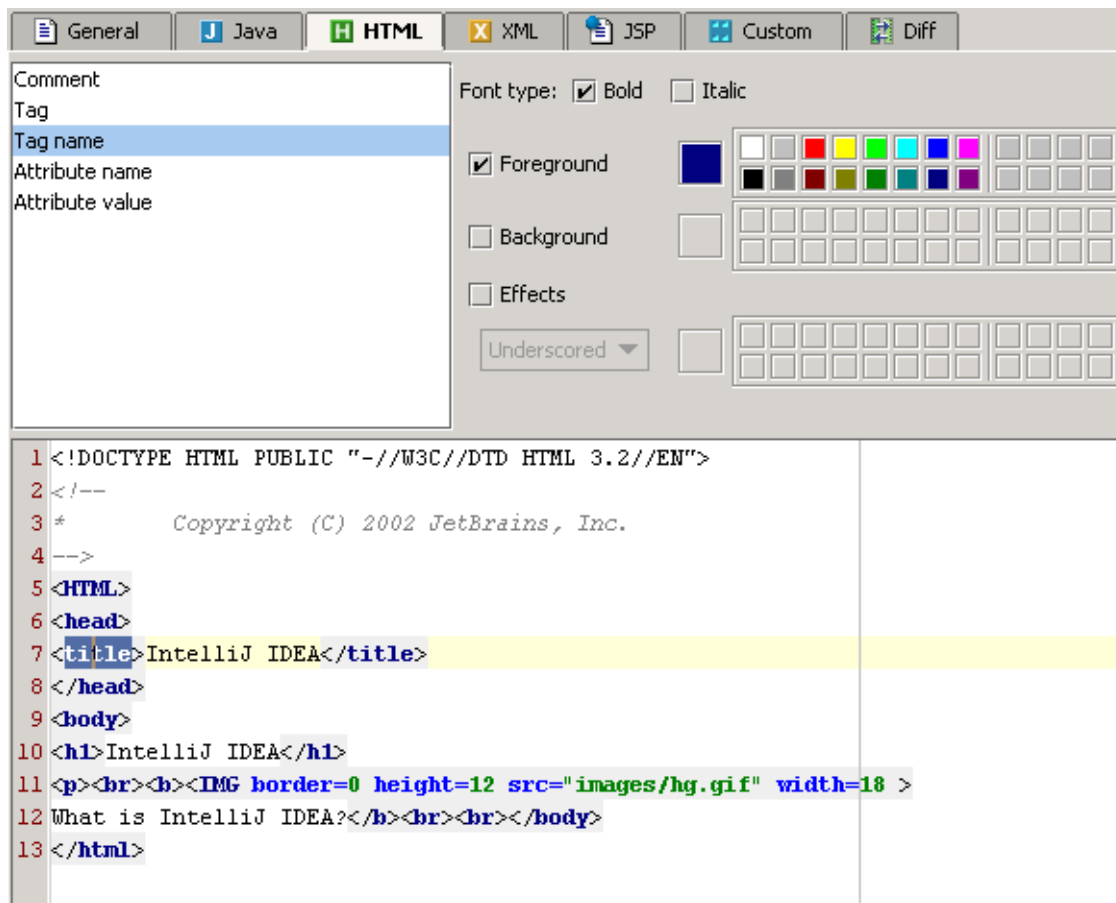 General Java HTML XML JSP Custom Diff
Comment
Tag
Tag name
Attribute name
Attribute value
Font type: Bold Italic
Foreground
Background
Effects
Underscored
1 <!DOCTYPE HTML PUBLIC "-//W3C//DTD HTML 3.2//EN">
2 <!--
3 *        Copyright (C) 2002 JetBrains, Inc.
4 -->
5 <HTML>
6 <head>
7 <title>IntelliJ IDEA</title>
8 </head>
9 <body>
10 <h1>IntelliJ IDEA</h1>
11 <p><br><b><IMG border=0 height=12 src="images/hg.gif" width=18 >
12 What is IntelliJ IDEA?</b><br><br></body>
13 </html>